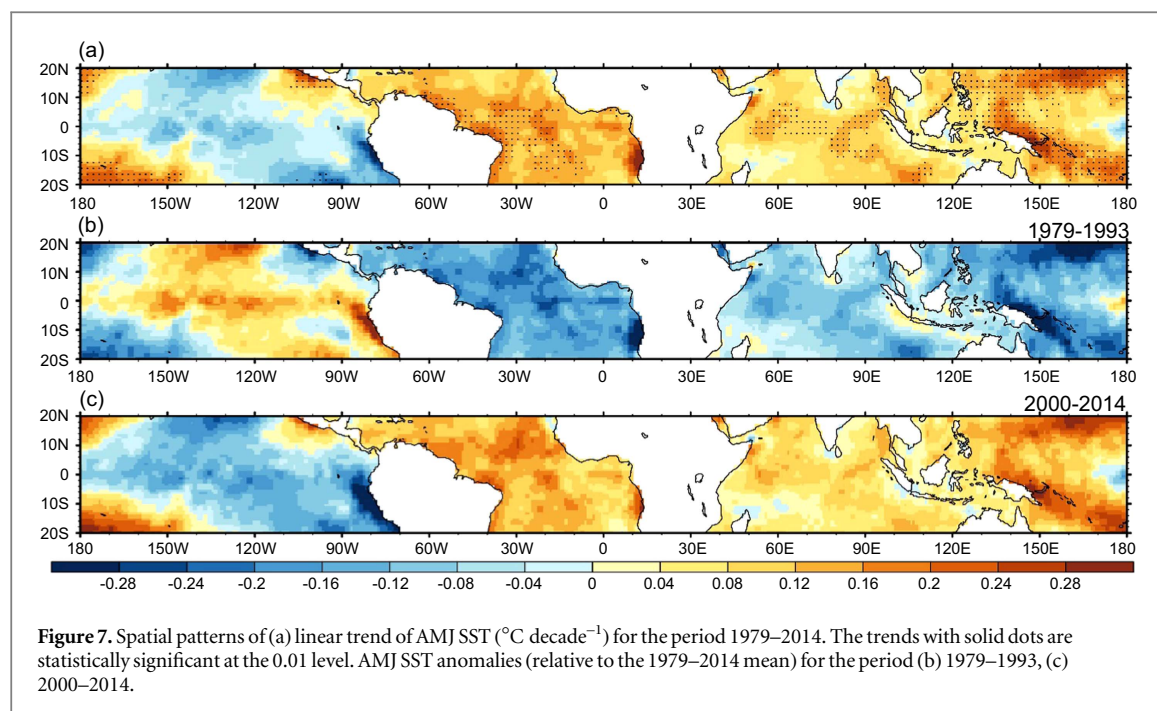 (a)
20N
10N
0
10S
20S
180 150W 120W 90W 60W 30W 0 30E 60E 90E 120E 150E 180
(b) 1979-1993
20N
10N
0
10S
20S
180 150W 120W 90W 60W 30W 0 30E 60E 90E 120E 150E 180
(c) 2000-2014
20N
10N
0
10S
20S
180 150W 120W 90W 60W 30W 0 30E 60E 90E 120E 150E 180
-0.28 -0.24 -0.2 -0.16 -0.12 -0.08 -0.04 0 0.04 0.08 0.12 0.16 0.2 0.24 0.28
Figure 7. Spatial patterns of (a) linear trend of AMJ SST (°C decade⁻¹) for the period 1979–2014. The trends with solid dots are
statistically significant at the 0.01 level. AMJ SST anomalies (relative to the 1979–2014 mean) for the period (b) 1979–1993, (c)
2000–2014.